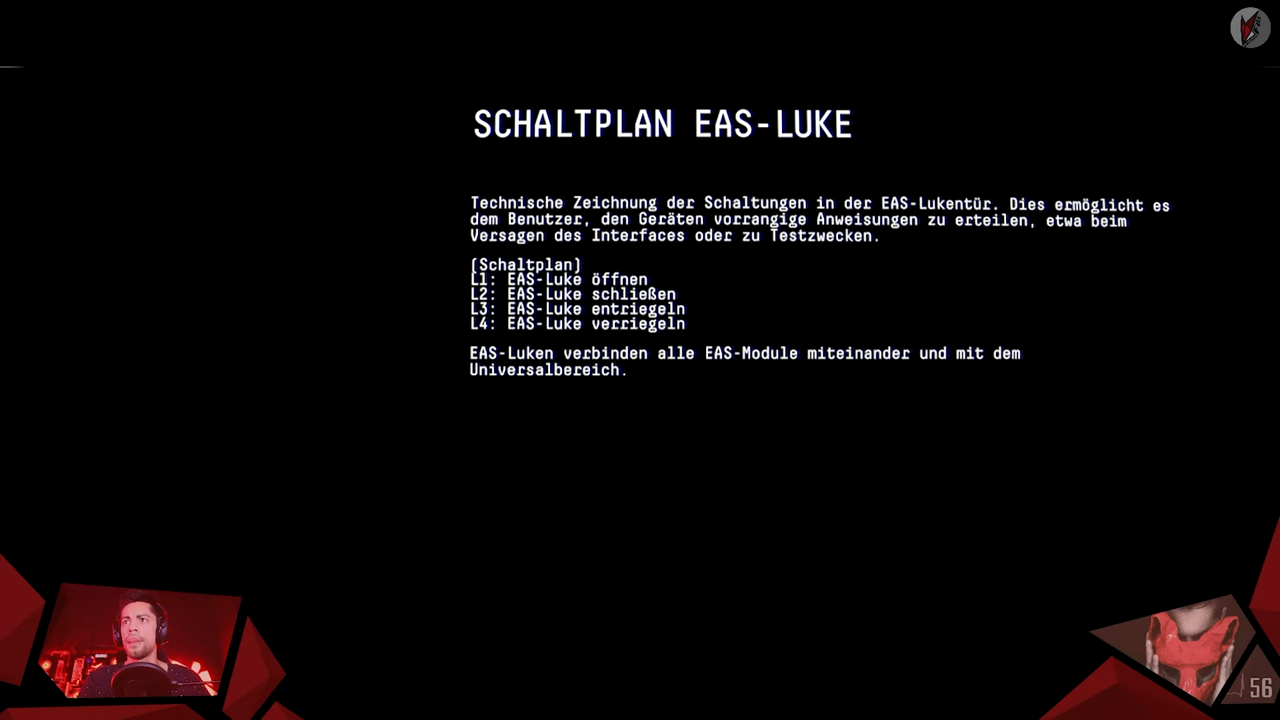 SCHALTPLAN EAS-LUKE
Technische Zeichnung der Schaltungen in der EAS-Lukentür. Dies ermöglicht es
dem Benutzer, den Geräten vorrangige Anweisungen zu erteilen, etwa beim
Versagen des Interfaces oder zu Testzwecken.
(Schaltplan)
L1: EAS-Luke öffnen
L2: EAS-Luke schließen
L3: EAS-Luke entriegeln
L4: EAS-Luke verriegeln
EAS-Luken verbinden alle EAS-Module miteinander und mit dem
Universalbereich.
56